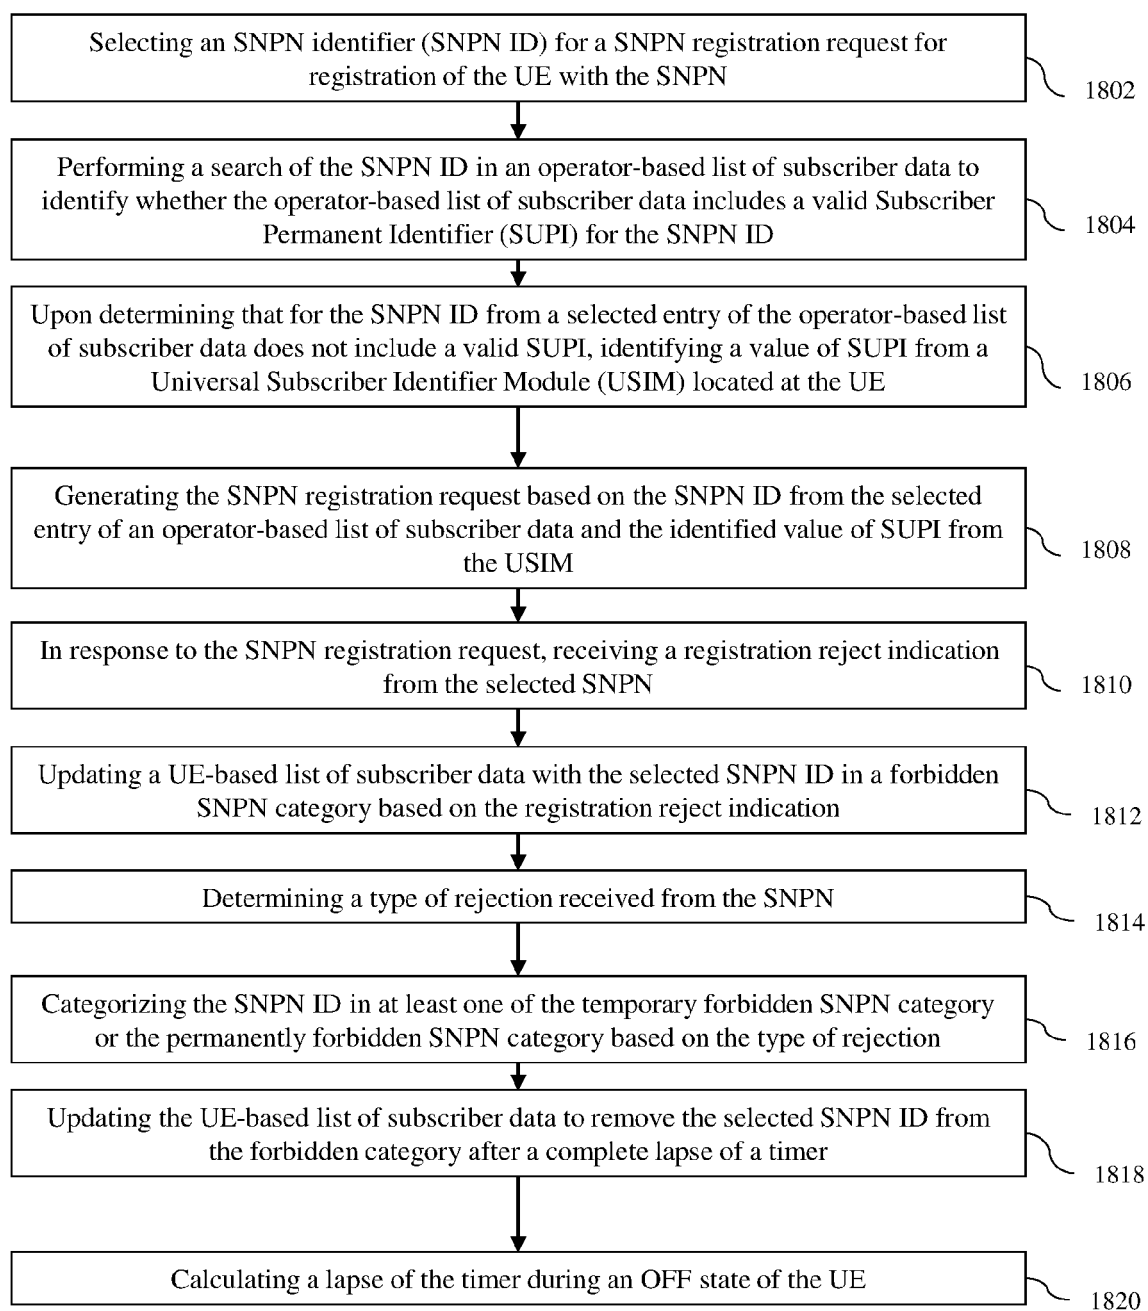 Selecting an SNPN identifier (SNPN ID) for a SNPN registration request for
registration of the UE with the SNPN
1802
Performing a search of the SNPN ID in an operator-based list of subscriber data to
identify whether the operator-based list of subscriber data includes a valid Subscriber
Permanent Identifier (SUPI) for the SNPN ID
1804
Upon determining that for the SNPN ID from a selected entry of the operator-based list
of subscriber data does not include a valid SUPI, identifying a value of SUPI from a
Universal Subscriber Identifier Module (USIM) located at the UE
1806
Generating the SNPN registration request based on the SNPN ID from the selected
entry of an operator-based list of subscriber data and the identified value of SUPI from
the USIM
1808
In response to the SNPN registration request, receiving a registration reject indication
from the selected SNPN
1810
Updating a UE-based list of subscriber data with the selected SNPN ID in a forbidden
SNPN category based on the registration reject indication
1812
Determining a type of rejection received from the SNPN
1814
Categorizing the SNPN ID in at least one of the temporary forbidden SNPN category
or the permanently forbidden SNPN category based on the type of rejection
1816
Updating the UE-based list of subscriber data to remove the selected SNPN ID from
the forbidden category after a complete lapse of a timer
1818
Calculating a lapse of the timer during an OFF state of the UE
1820